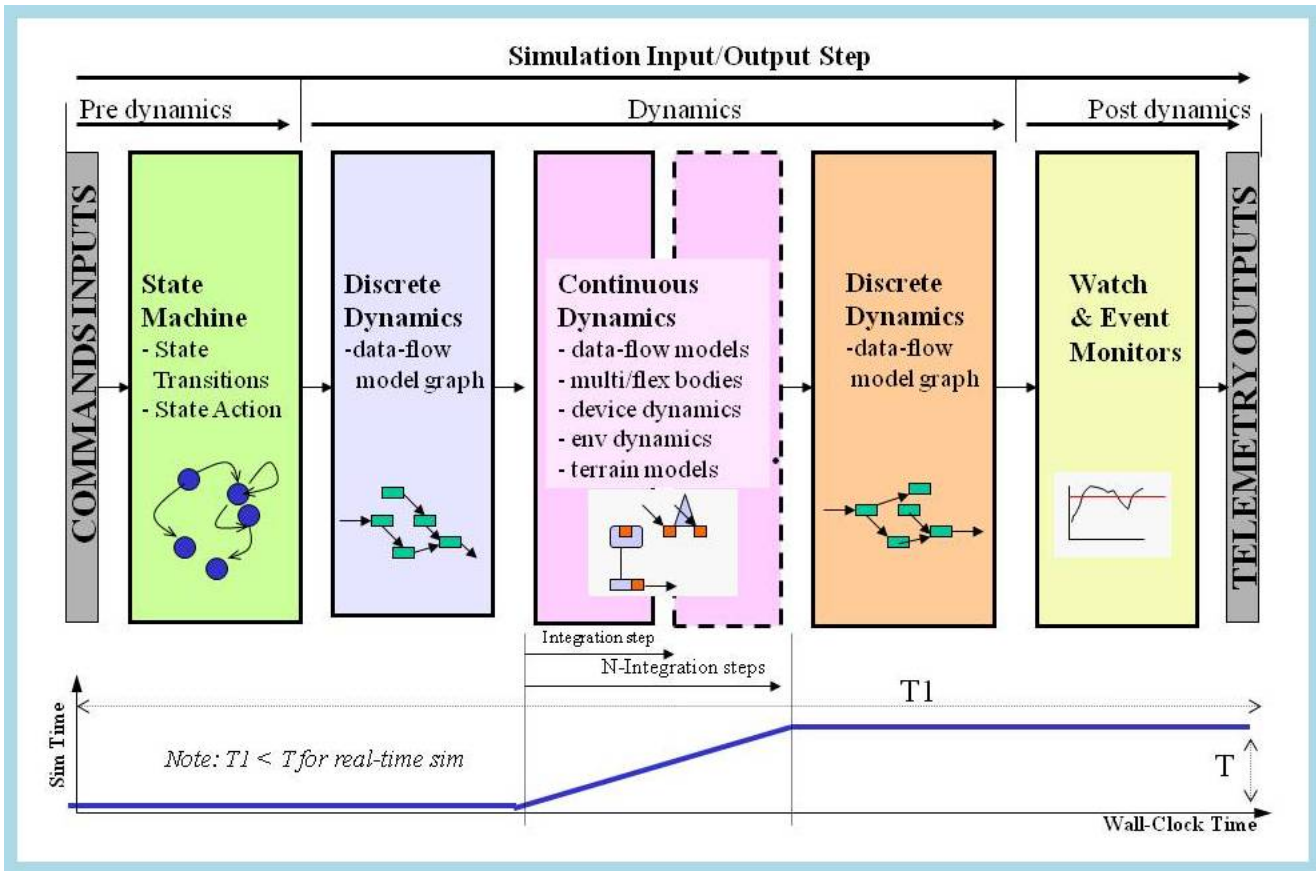 Simulation Input/Output Step
Pre dynamics
Dynamics
Post dynamics
COMMANDS INPUTS
State
Machine
- State
Transitions
- State Action
Discrete
Dynamics
-data-flow
model graph
Continuous
Dynamics
- data-flow models
- multi/flex bodies
- device dynamics
- env dynamics
- terrain models
Discrete
Dynamics
-data-flow
model graph
Watch
& Event
Monitors
TELEMETRY OUTPUTS
Integration step
N-Integration steps
T1
Sim Time
Note: T1 < T for real-time sim
T
Wall-Clock Time